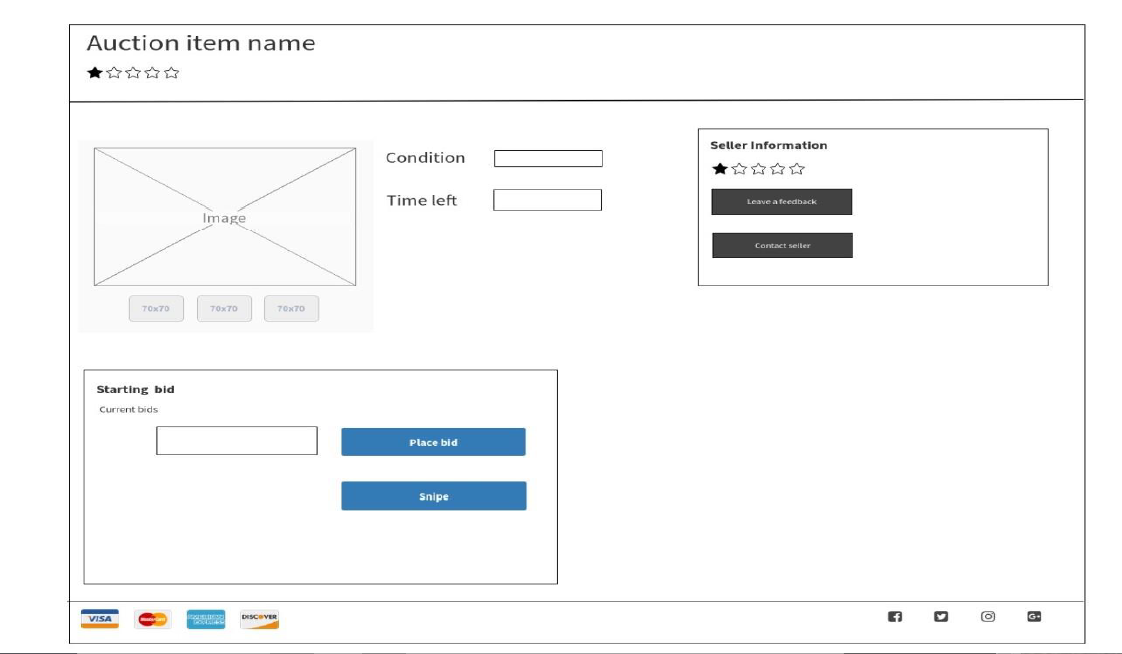 Auction item name
Image
70x70 70x70 70x70
Condition
Time left
Seller Information
Leave a feedback
Contact seller
Starting bid
Current bids
Place bid
Snipe
VISA MasterCard AMERICAN EXPRESS DISCOVER
G+